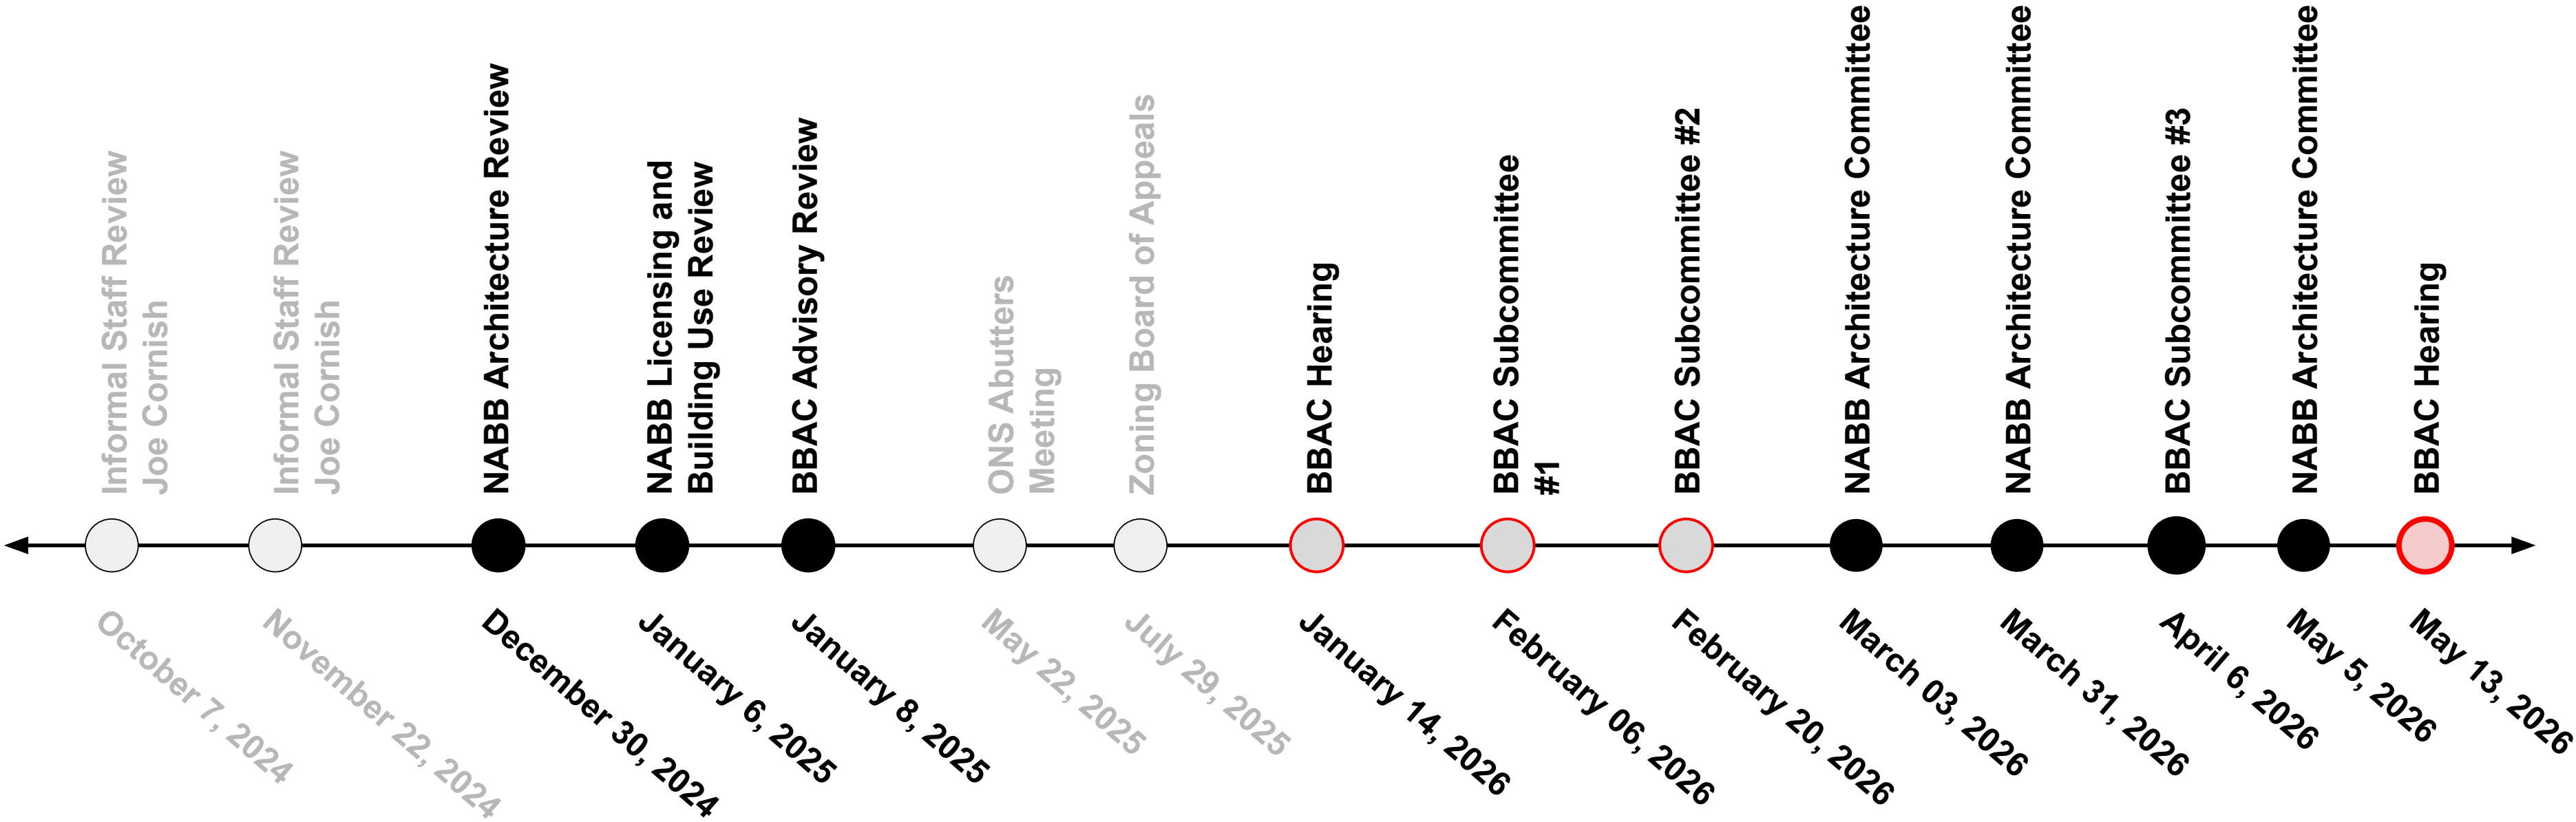 Informal Staff Review
Joe Cornish
Informal Staff Review
Joe Cornish
NABB Architecture Review
NABB Licensing and
Building Use Review
BBAC Advisory Review
ONS Abutters
Meeting
Zoning Board of Appeals
BBAC Hearing
BBAC Subcommittee
#1
BBAC Subcommittee #2
NABB Architecture Committee
NABB Architecture Committee
BBAC Subcommittee #3
NABB Architecture Committee
BBAC Hearing
October 7, 2024
November 22, 2024
December 30, 2024
January 6, 2025
January 8, 2025
May 22, 2025
July 29, 2025
January 14, 2026
February 06, 2026
February 20, 2026
March 03, 2026
March 31, 2026
April 6, 2026
May 5, 2026
May 13, 2026